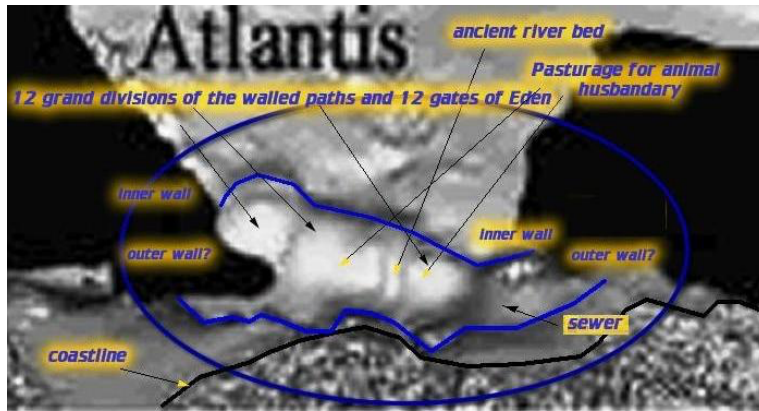 Atlantis
ancient river bed
Pasturage for animal
husbandary
12 grand divisions of the walled paths and 12 gates of Eden
inner wall
inner wall
outer wall?
outer wall?
sewer
coastline